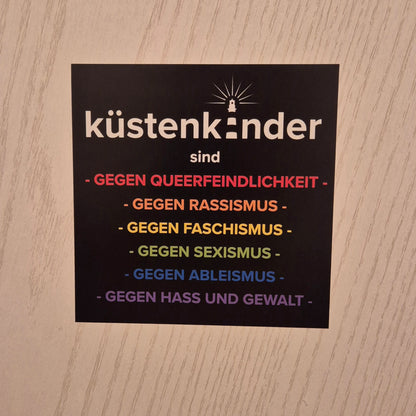 küstenkinder
sind
- GEGEN QUEERFEINDLICHKEIT -
- GEGEN RASSISMUS -
- GEGEN FASCHISMUS -
- GEGEN SEXISMUS -
- GEGEN ABLEISMUS -
- GEGEN HASS UND GEWALT -